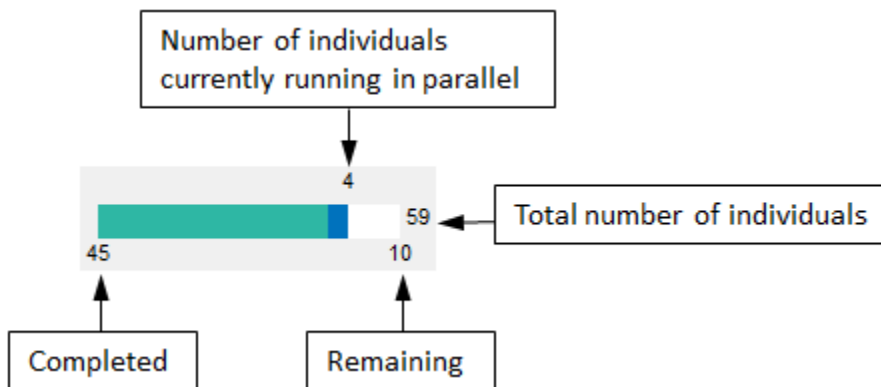 Number of individuals
currently running in parallel
4
59
Total number of individuals
45
10
Completed
Remaining